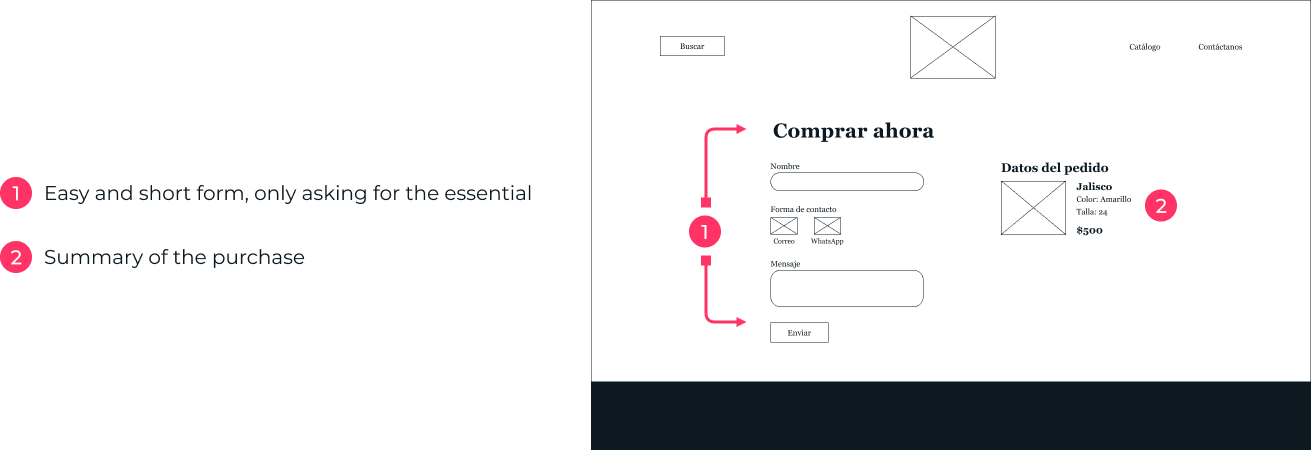 1 Easy and short form, only asking for the essential
2 Summary of the purchase
Buscar
Catálogo
Contáctanos
Comprar ahora
Nombre
Forma de contacto
Correo
WhatsApp
1
Mensaje
Enviar
Datos del pedido
Jalisco
Color: Amarillo
Talla: 24
$500
2